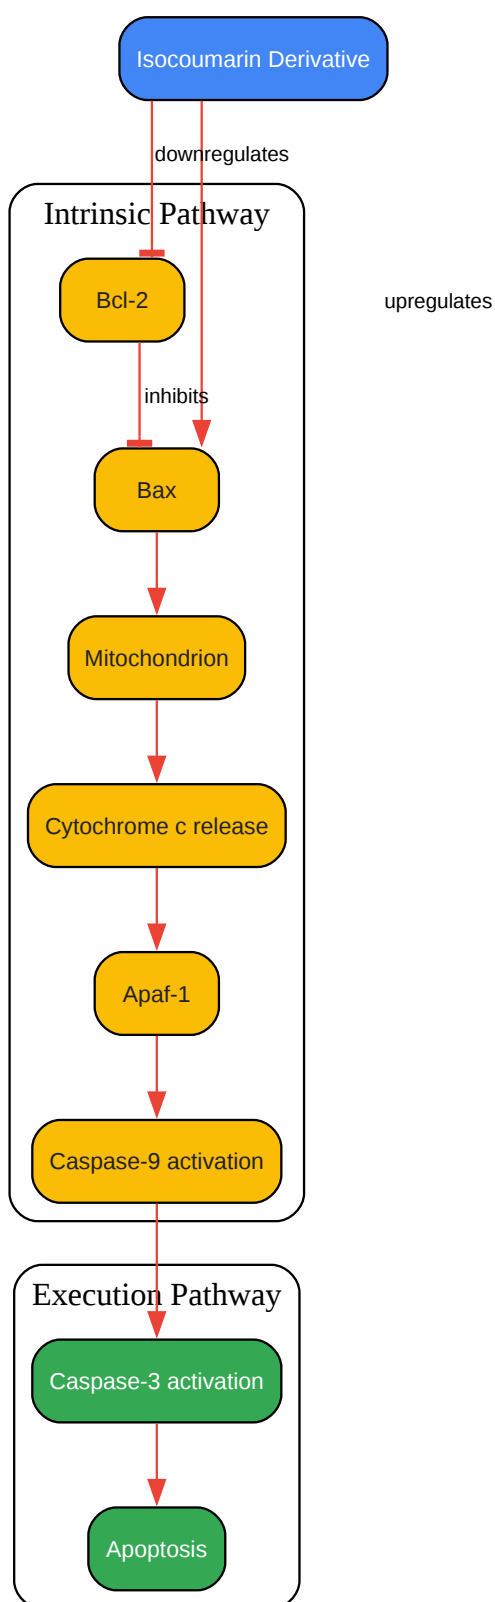 Isocoumarin Derivative
downregulates
Intrinsic Pathway
Bcl-2
upregulates
inhibits
Bax
Mitochondrion
Cytochrome c release
Apaf-1
Caspase-9 activation
Execution Pathway
Caspase-3 activation
Apoptosis